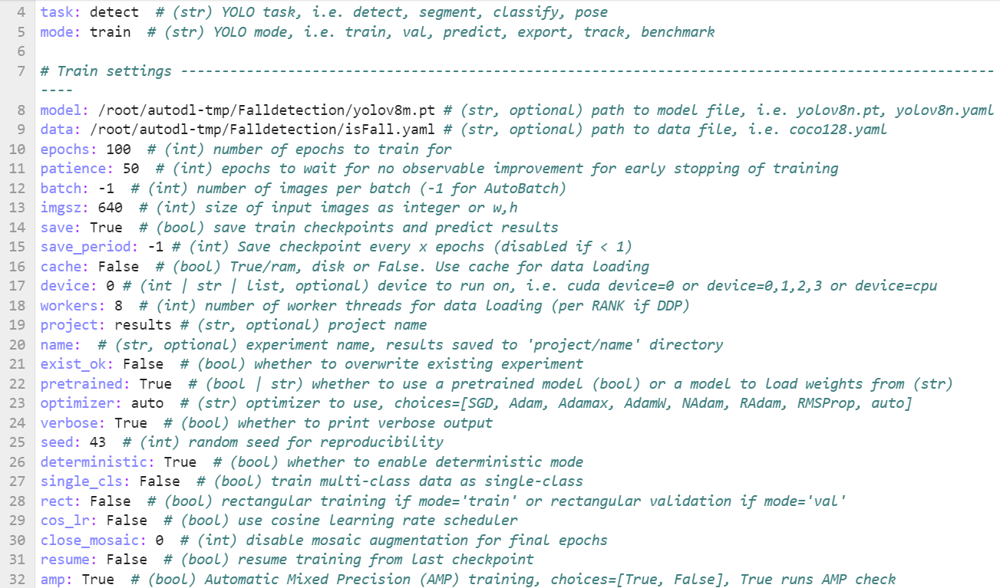 4 task: detect  # (str) YOLO task, i.e. detect, segment, classify, pose
5 mode: train  # (str) YOLO mode, i.e. train, val, predict, export, track, benchmark
6
7 # Train settings ---------------------------------------------------------------------------------------------------
----
8 model: /root/autodl-tmp/Falldetection/yolov8m.pt # (str, optional) path to model file, i.e. yolov8n.pt, yolov8n.yaml
9 data: /root/autodl-tmp/Falldetection/isFall.yaml # (str, optional) path to data file, i.e. coco128.yaml
10 epochs: 100  # (int) number of epochs to train for
11 patience: 50  # (int) epochs to wait for no observable improvement for early stopping of training
12 batch: -1  # (int) number of images per batch (-1 for AutoBatch)
13 imgsz: 640  # (int) size of input images as integer or w,h
14 save: True  # (bool) save train checkpoints and predict results
15 save_period: -1 # (int) Save checkpoint every x epochs (disabled if < 1)
16 cache: False  # (bool) True/ram, disk or False. Use cache for data loading
17 device: 0 # (int | str | list, optional) device to run on, i.e. cuda device=0 or device=0,1,2,3 or device=cpu
18 workers: 8  # (int) number of worker threads for data loading (per RANK if DDP)
19 project: results # (str, optional) project name
20 name:  # (str, optional) experiment name, results saved to 'project/name' directory
21 exist_ok: False  # (bool) whether to overwrite existing experiment
22 pretrained: True  # (bool | str) whether to use a pretrained model (bool) or a model to load weights from (str)
23 optimizer: auto  # (str) optimizer to use, choices=[SGD, Adam, Adamax, AdamW, NAdam, RAdam, RMSProp, auto]
24 verbose: True  # (bool) whether to print verbose output
25 seed: 43  # (int) random seed for reproducibility
26 deterministic: True  # (bool) whether to enable deterministic mode
27 single_cls: False  # (bool) train multi-class data as single-class
28 rect: False  # (bool) rectangular training if mode='train' or rectangular validation if mode='val'
29 cos_lr: False  # (bool) use cosine learning rate scheduler
30 close_mosaic: 0  # (int) disable mosaic augmentation for final epochs
31 resume: False  # (bool) resume training from last checkpoint
32 amp: True  # (bool) Automatic Mixed Precision (AMP) training, choices=[True, False], True runs AMP check